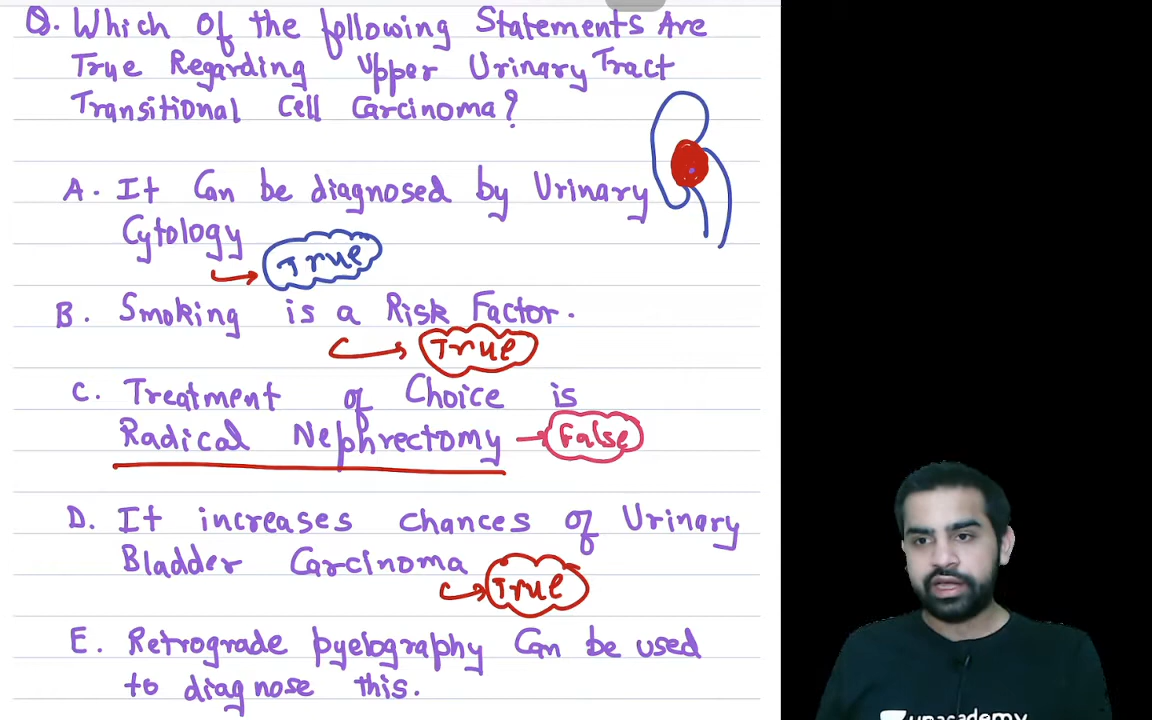 Q. Which Of the following Statements Are
True Regarding Upper Urinary Tract
Transitional Cell Carcinoma?
A. It Can be diagnosed by Urinary
Cytology
True
B. Smoking is a Risk Factor.
True
C. Treatment of Choice is
Radical Nephrectomy False
D. It increases chances of Urinary
Bladder Carcinoma
True
E. Retrograde pyelography Can be used
to diagnose this.
unacademy